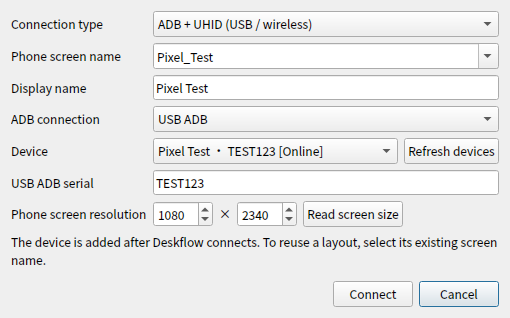 Connection type ADB + UHID (USB / wireless)
Phone screen name Pixel_Test
Display name Pixel Test
ADB connection USB ADB
Device Pixel Test · TEST123 [Online] Refresh devices
USB ADB serial TEST123
Phone screen resolution 1080 × 2340 Read screen size
The device is added after Deskflow connects. To reuse a layout, select its existing screen
name.
Connect Cancel